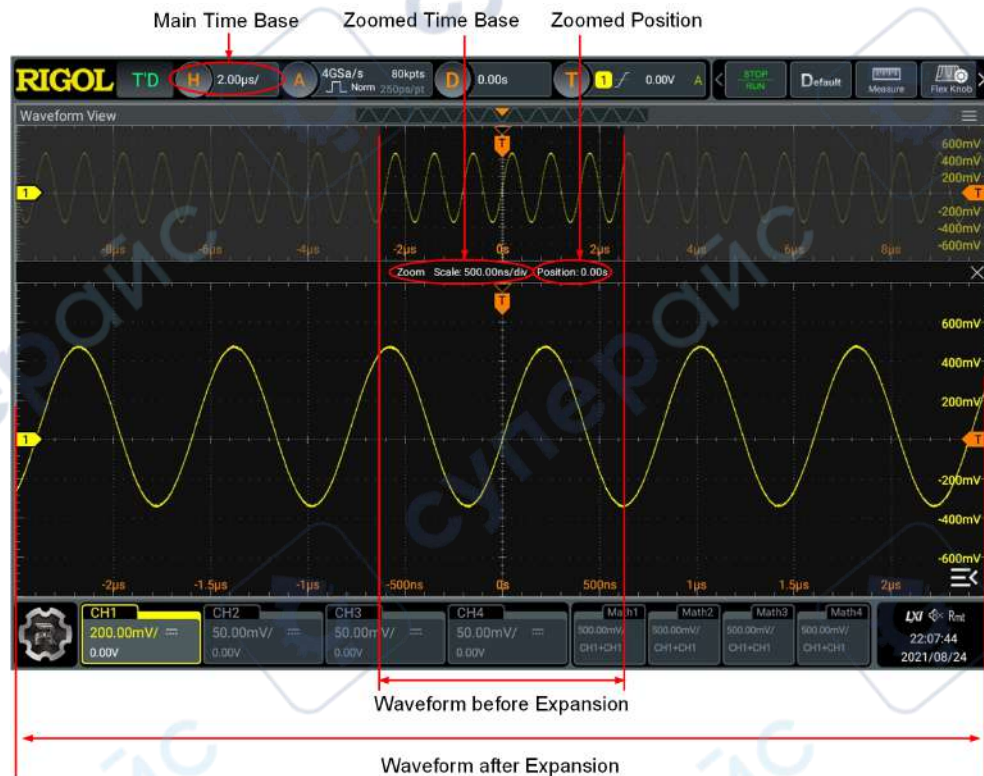 Main Time Base Zoomed Time Base Zoomed Position
RIGOL T'D H 2.00μs/ A 4GSa/s 80kpts Norm 250ps/pt D 0.00s T 1 0.00V A STOP RUN Default Measure Flex Knob
Waveform View
T
600mV
400mV
200mV
1 T
-200mV
-400mV
-600mV
-8μs -6μs -4μs -2μs 0s 2μs 4μs 6μs 8μs
Zoom Scale: 500.00ns/div Position: 0.00s
T
600mV
400mV
200mV
1 T
-200mV
-400mV
-600mV
-2μs -1.5μs -1μs -500ns 0s 500ns 1μs 1.5μs 2μs
CH1 CH2 CH3 CH4 Math1 Math2 Math3 Math4 LXI Rmt
200.00mV/ 50.00mV/ 50.00mV/ 50.00mV/ 500.00mV/ 500.00mV/ 500.00mV/ 500.00mV/ 22:07:44
0.00V 0.00V 0.00V 0.00V CH1+CH1 CH1+CH1 CH1+CH1 CH1+CH1 2021/08/24
Waveform before Expansion
Waveform after Expansion
суперайс